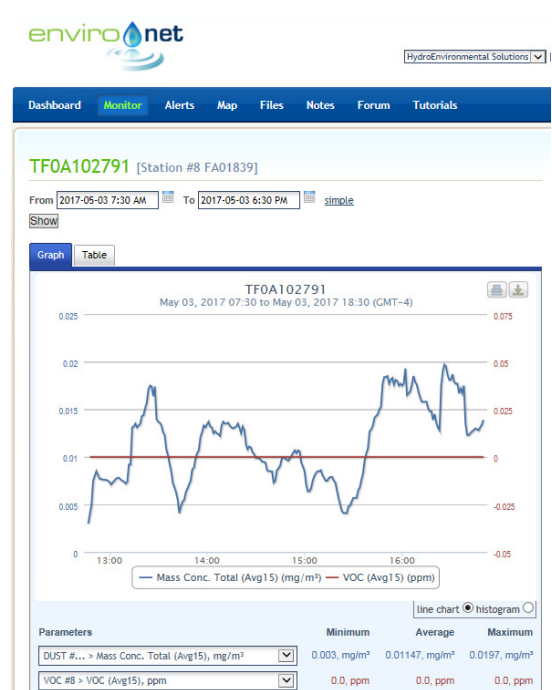 environet
HydroEnvironmental Solutions
Dashboard Monitor Alerts Map Files Notes Forum Tutorials
TF0A102791 [Station #8 FA01839]
From 2017-05-03 7:30 AM To 2017-05-03 6:30 PM simple
Show
Graph Table
TF0A102791
May 03, 2017 07:30 to May 03, 2017 18:30 (GMT-4)
0.025 0.075
0.02 0.05
0.015 0.025
0.01 0
0.005 -0.025
0 -0.05
13:00 14:00 15:00 16:00
Mass Conc. Total (Avg15) (mg/m³) VOC (Avg15) (ppm)
line chart histogram
Parameters Minimum Average Maximum
DUST #... > Mass Conc. Total (Avg15), mg/m³ 0.003, mg/m³ 0.01147, mg/m³ 0.0197, mg/m³
VOC #8 > VOC (Avg15), ppm 0.0, ppm 0.0, ppm 0.0, ppm